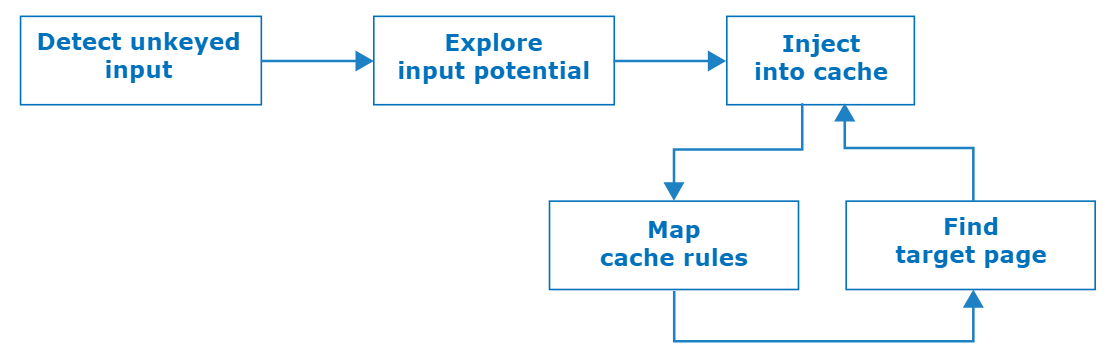 Detect unkeyed
input
Explore
input potential
Inject
into cache
Map
cache rules
Find
target page